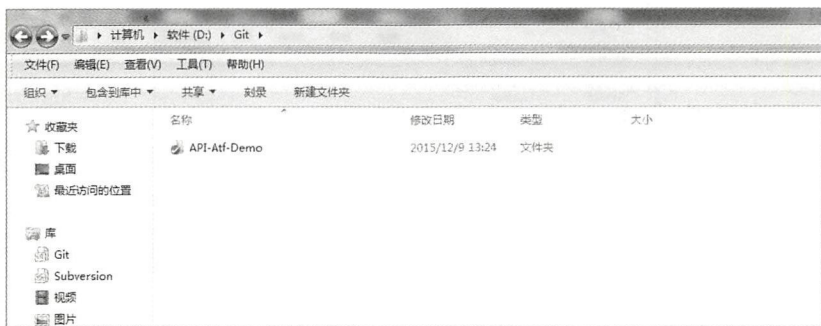 计算机 ▸ 软件 (D:) ▸ Git ▸
文件(F) 编辑(E) 查看(V) 工具(T) 帮助(H)
组织 包含到库中 共享 刻录 新建文件夹
名称 修改日期 类型 大小
收藏夹
下载
桌面
最近访问的位置
库
Git
Subversion
视频
图片
API-Atf-Demo 2015/12/9 13:24 文件夹